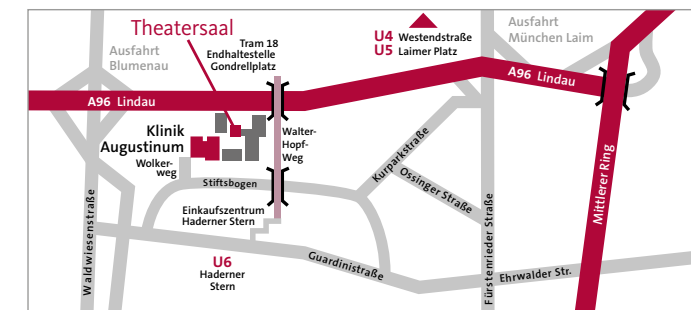 Theatersaal
Tram 18
Endhaltestelle
Gondrellplatz
U4 Westendstraße
U5 Laimer Platz
Ausfahrt
München Laim
Ausfahrt
Blumenau
A96 Lindau
A96 Lindau
Klinik
Augustinum
Wolker-
weg
Walter-
Hopf-
Weg
Stiftsbogen
Kurparkstraße
Ossinger Straße
Mittlerer Ring
Waldwiesenstraße
Einkaufszentrum
Haderner Stern
U6
Haderner
Stern
Guardinistraße
Fürstenrieder Straße
Ehrwalder Str.